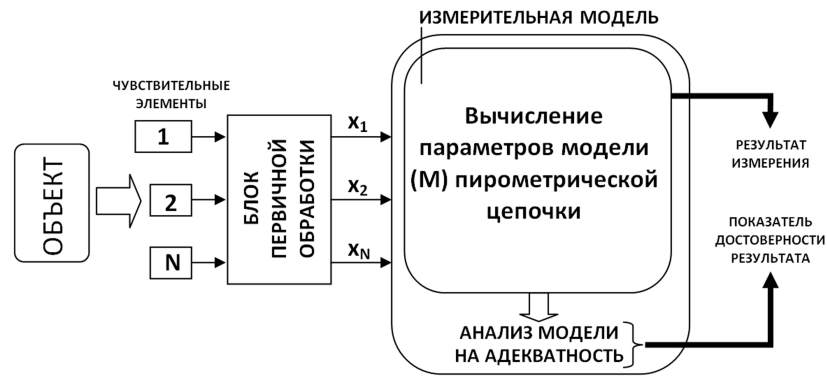 ИЗМЕРИТЕЛЬНАЯ МОДЕЛЬ
ЧУВСТВИТЕЛЬНЫЕ
ЭЛЕМЕНТЫ
ОБЪЕКТ
1
2
N
БЛОК
ПЕРВИЧНОЙ
ОБРАБОТКИ
X1
X2
XN
Вычисление
параметров модели
(М) пирометрической
цепочки
АНАЛИЗ МОДЕЛИ
НА АДЕКВАТНОСТЬ
РЕЗУЛЬТАТ
ИЗМЕРЕНИЯ
ПОКАЗАТЕЛЬ
ДОСТОВЕРНОСТИ
РЕЗУЛЬТАТА